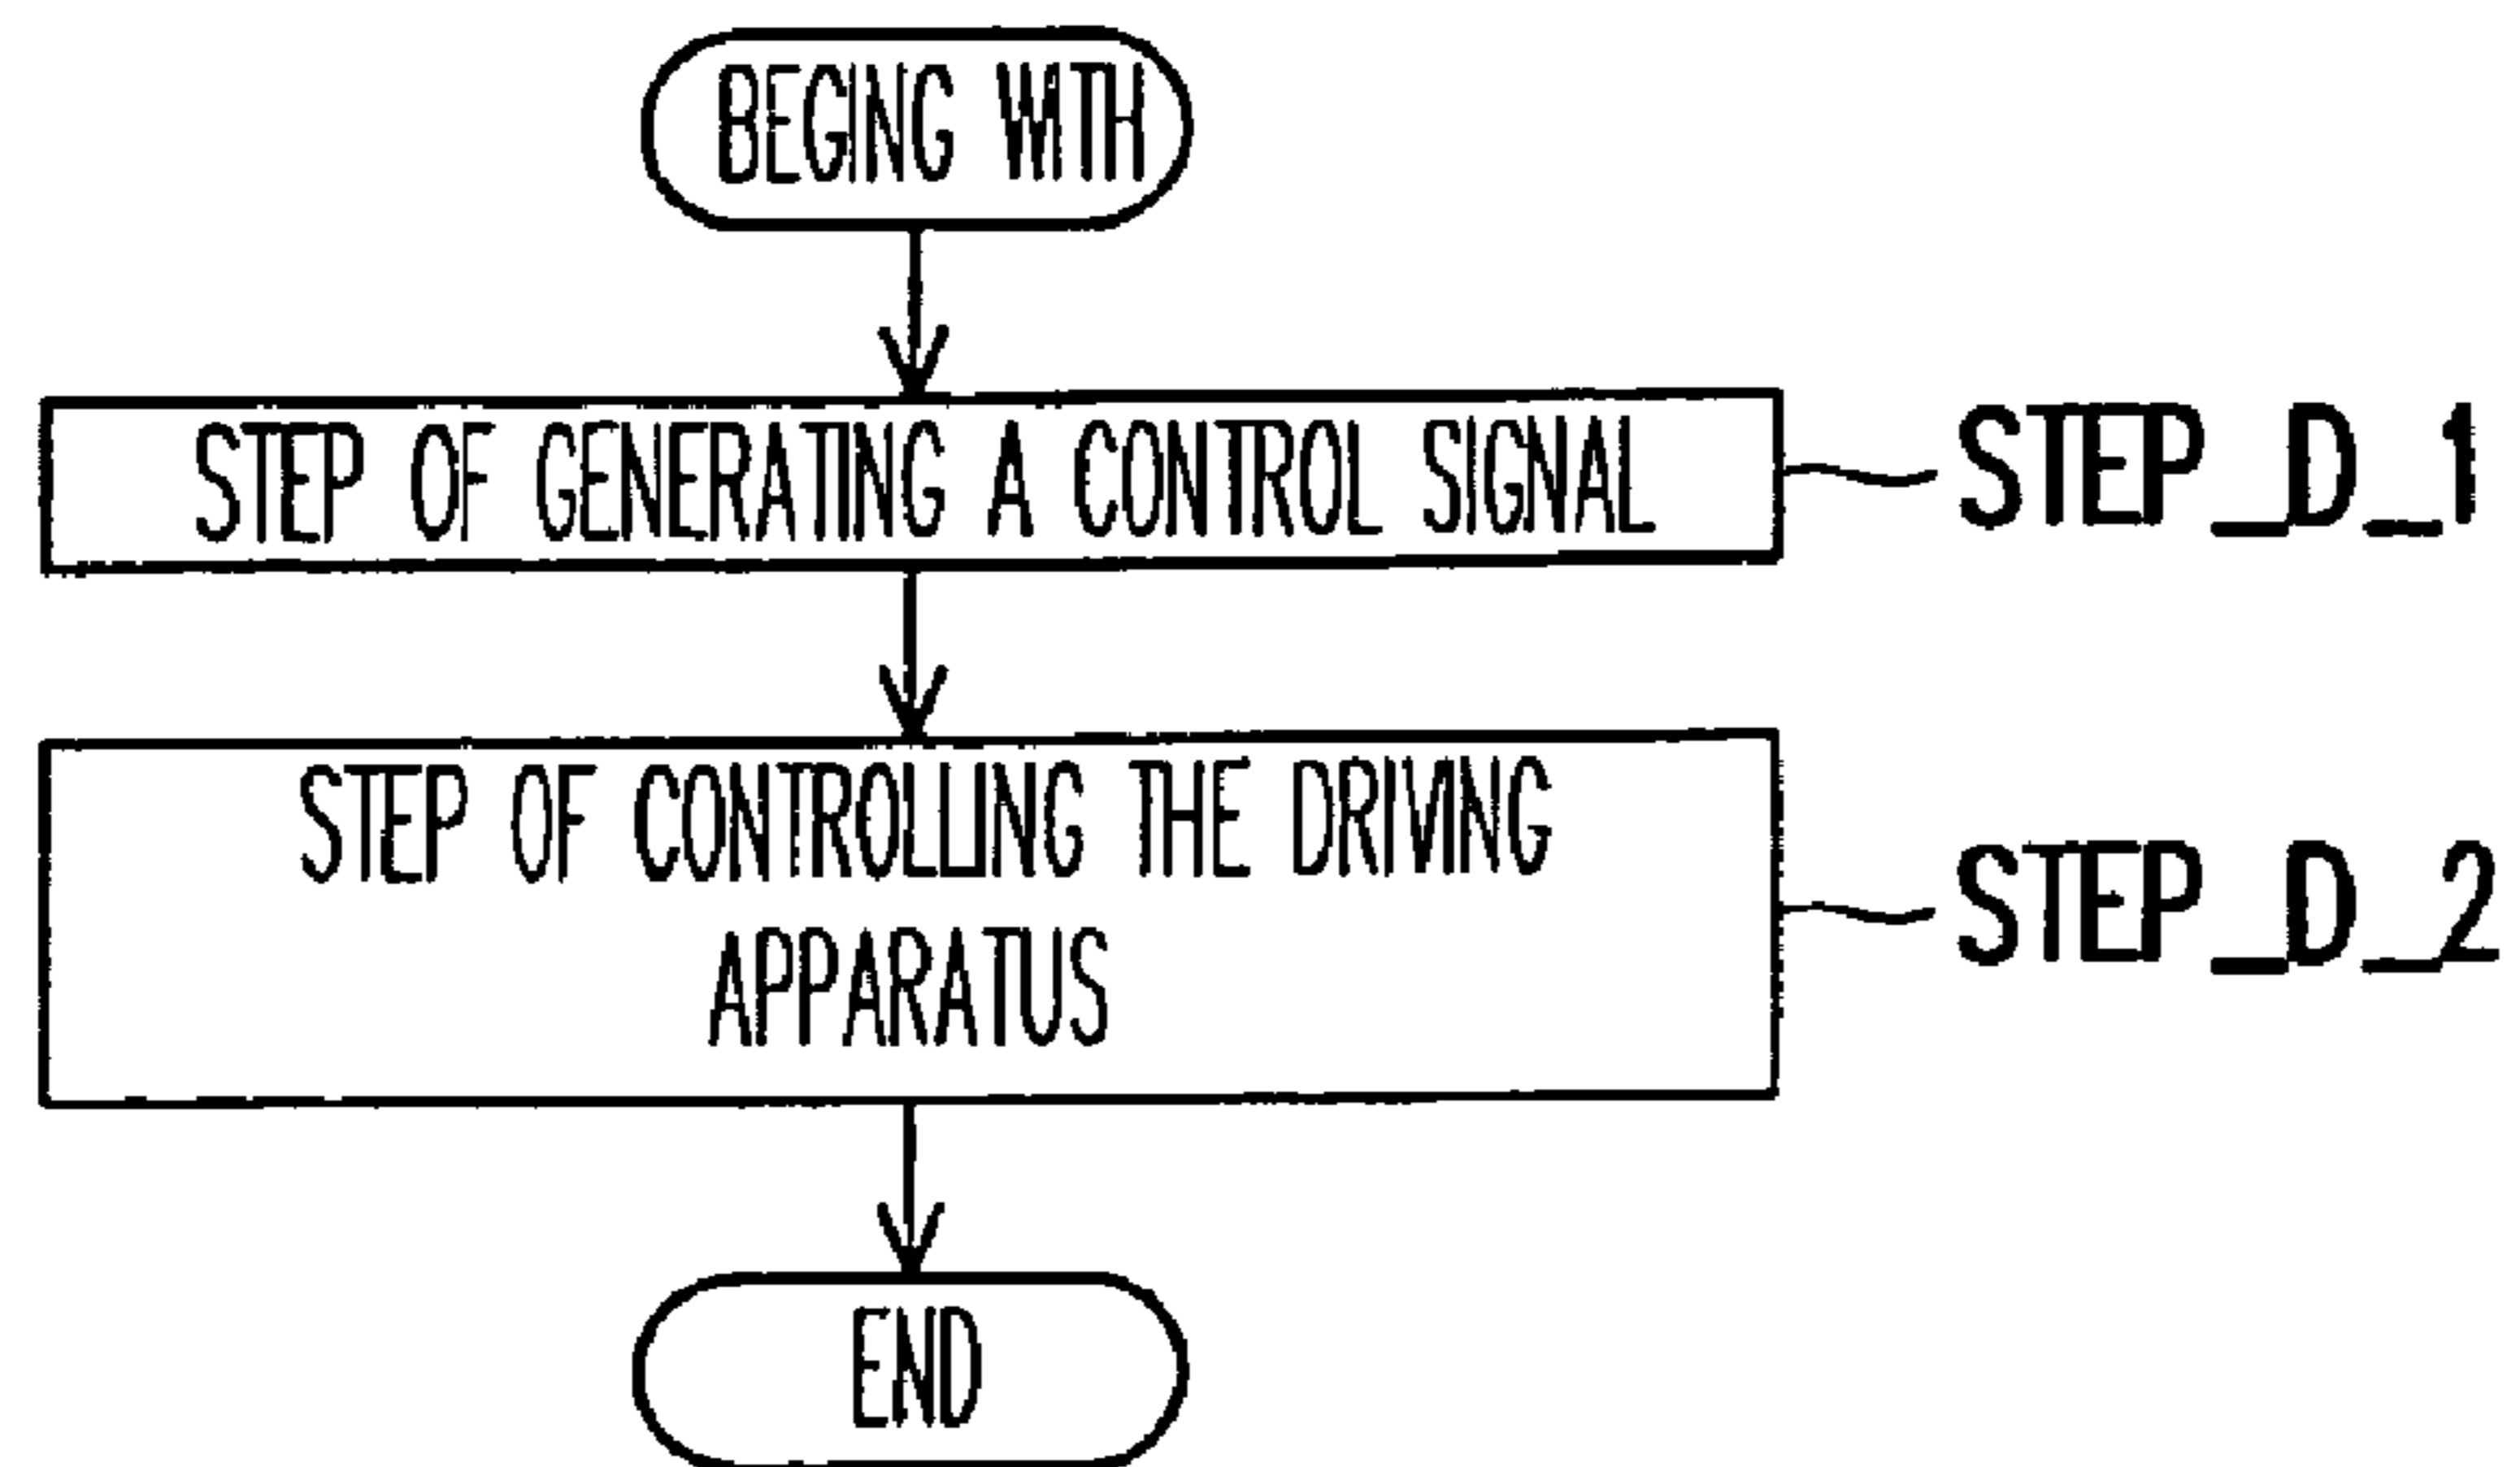 BEGING WITH
STEP OF GENERATING A CONTROL SIGNAL
STEP_D_1
STEP OF CONTROLLING THE DRIVING
APPARATUS
STEP_D_2
END